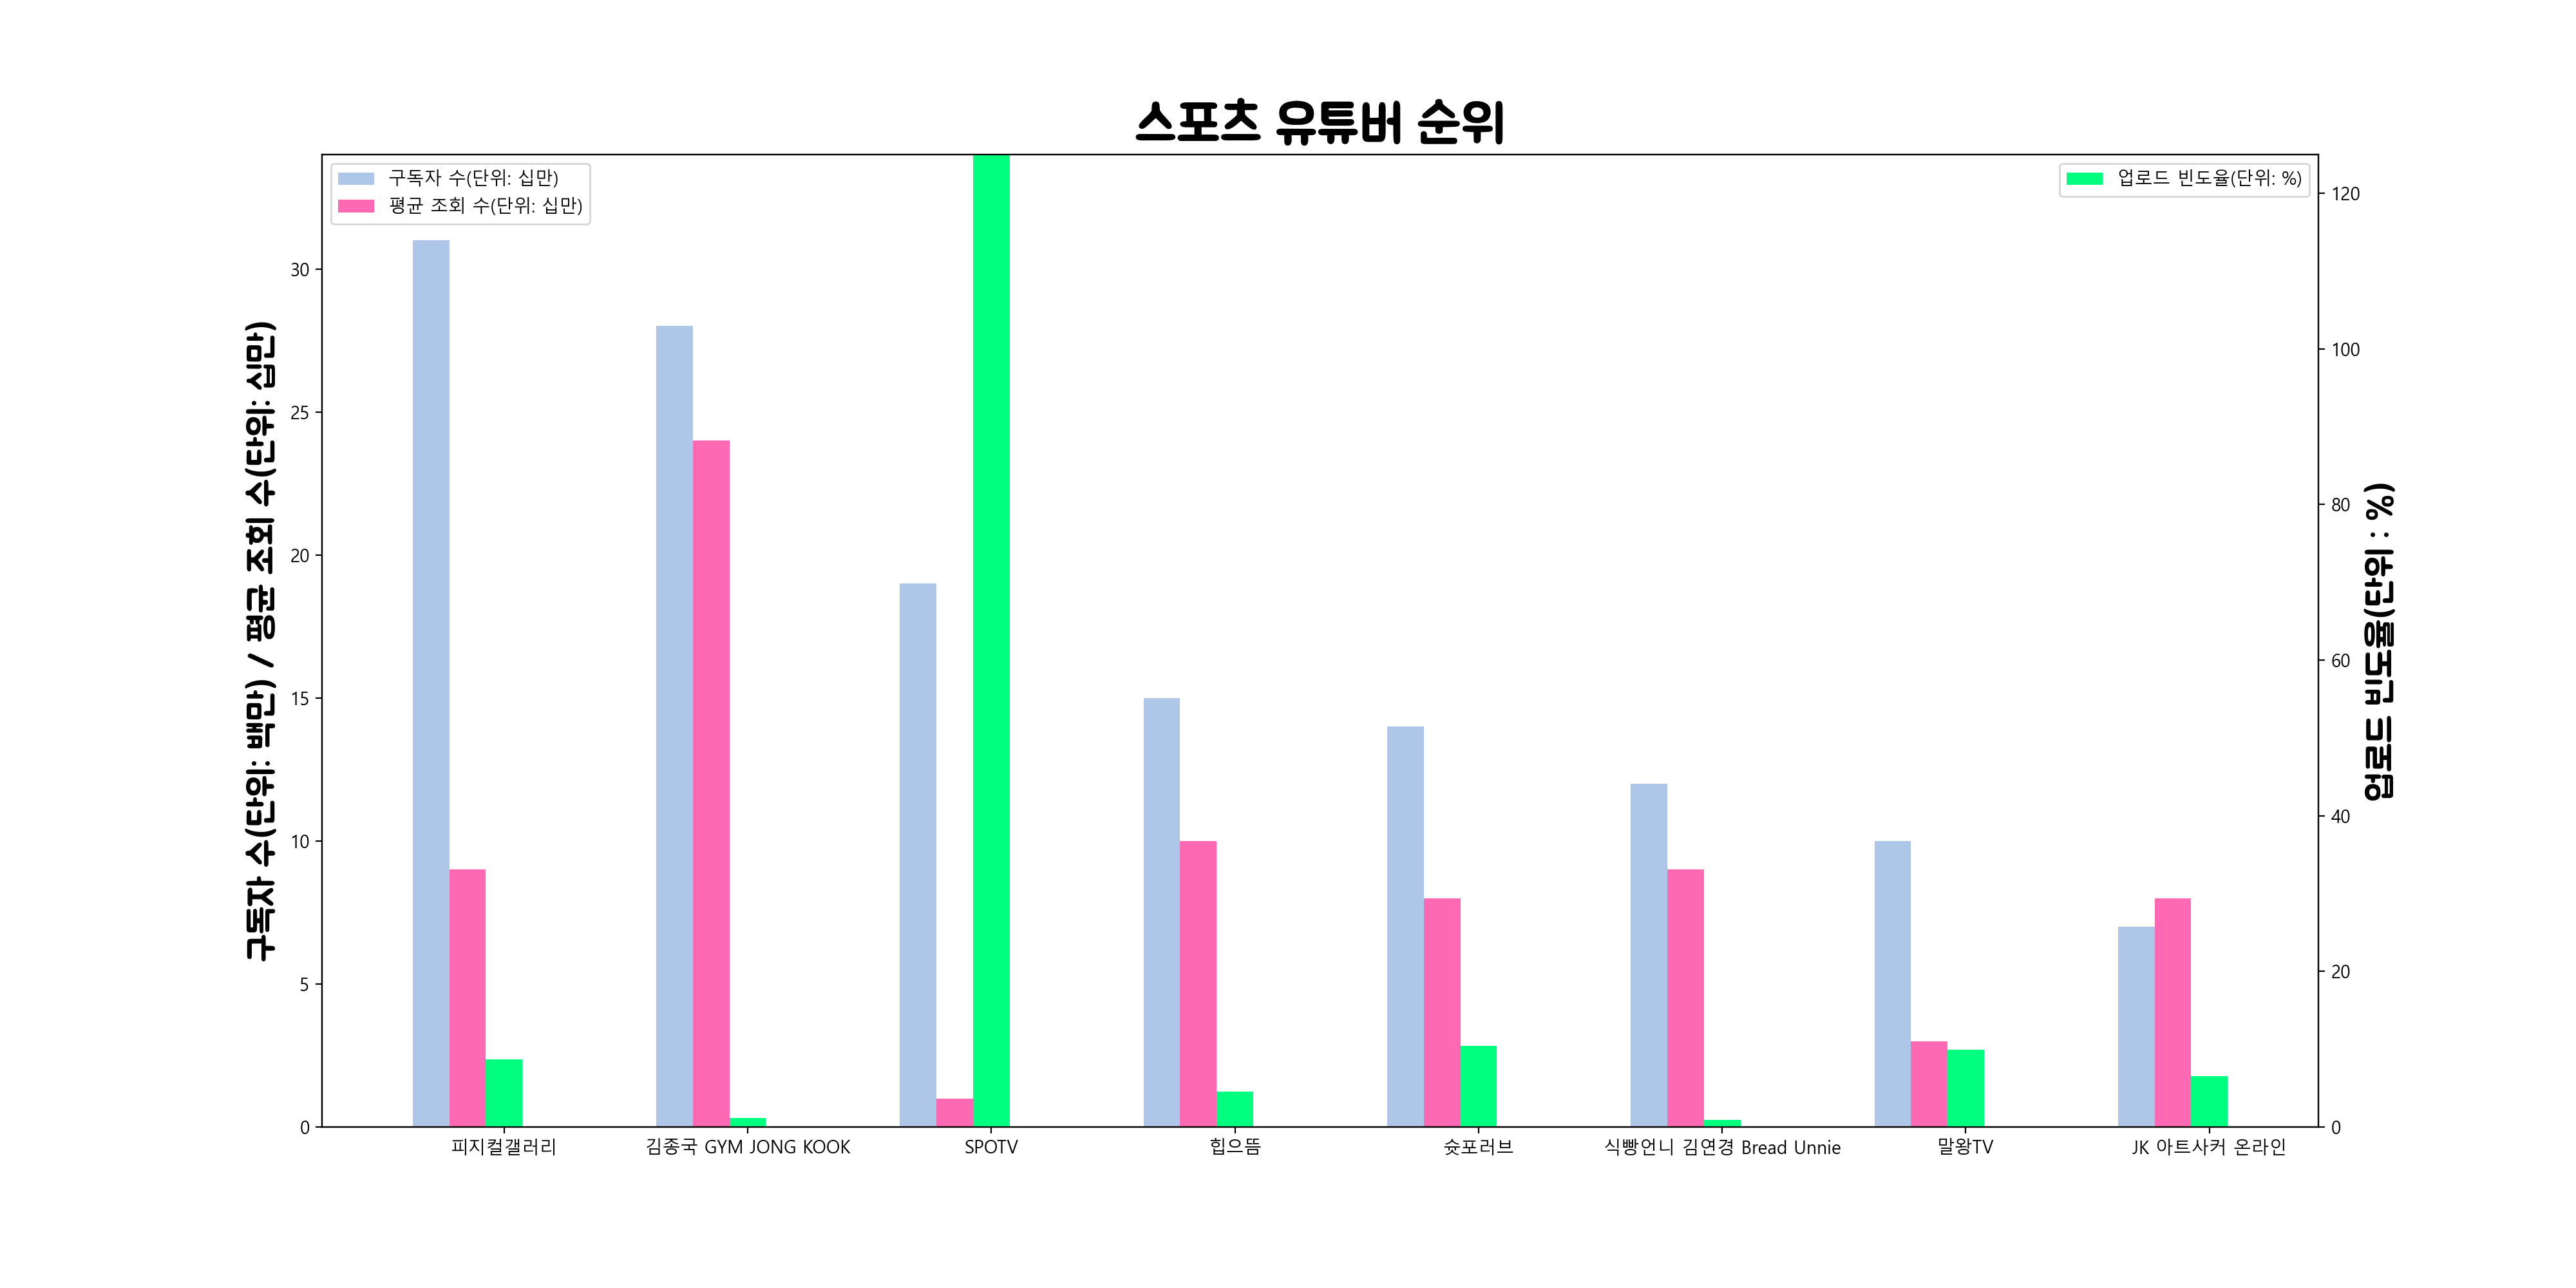 스포츠 유튜버 순위
구독자 수(단위: 십만)
평균 조회 수(단위: 십만)
업로드 빈도율(단위: %)
구독자 수(단위: 백만) / 평균 조회 수(단위: 십만)
30
25
20
15
10
5
0
120
100
80
60
40
20
0
업로드 빈도율(단위 : %)
피지컬갤러리
김종국 GYM JONG KOOK
SPOTV
힙으뜸
슛포러브
식빵언니 김연경 Bread Unnie
말왕TV
JK 아트사커 온라인